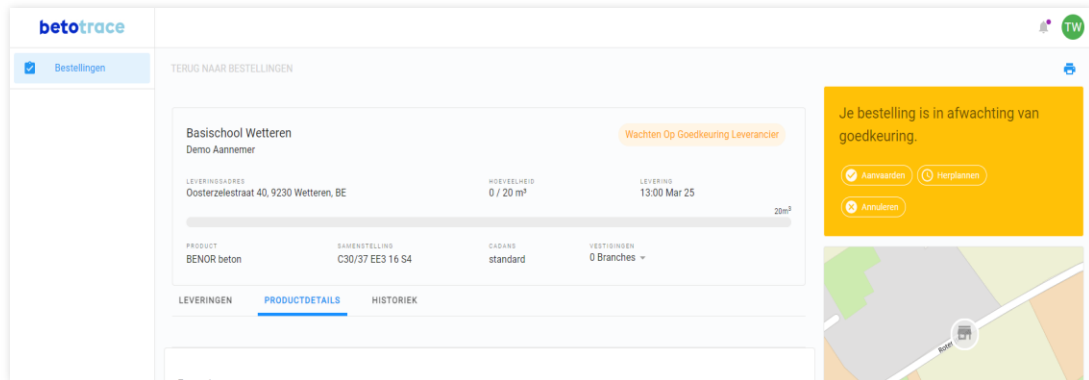 betotrace
TW
Bestellingen
TERUG NAAR BESTELLINGEN
Basischool Wetteren
Demo Aannemer
Wachten Op Goedkeuring Leverancier
LEVERINGSADRES
Oosterzelestraat 40, 9230 Wetteren, BE
HOEVEELHEID
0 / 20 m³
LEVERING
13:00 Mar 25
20m³
PRODUCT
BENOR beton
SAMENSTELLING
C30/37 EE3 16 S4
CADANS
standard
VESTIGINGEN
0 Branches
LEVERINGEN
PRODUCTDETAILS
HISTORIEK
Je bestelling is in afwachting van
goedkeuring.
Aanvaarden
Herplannen
Annuleren